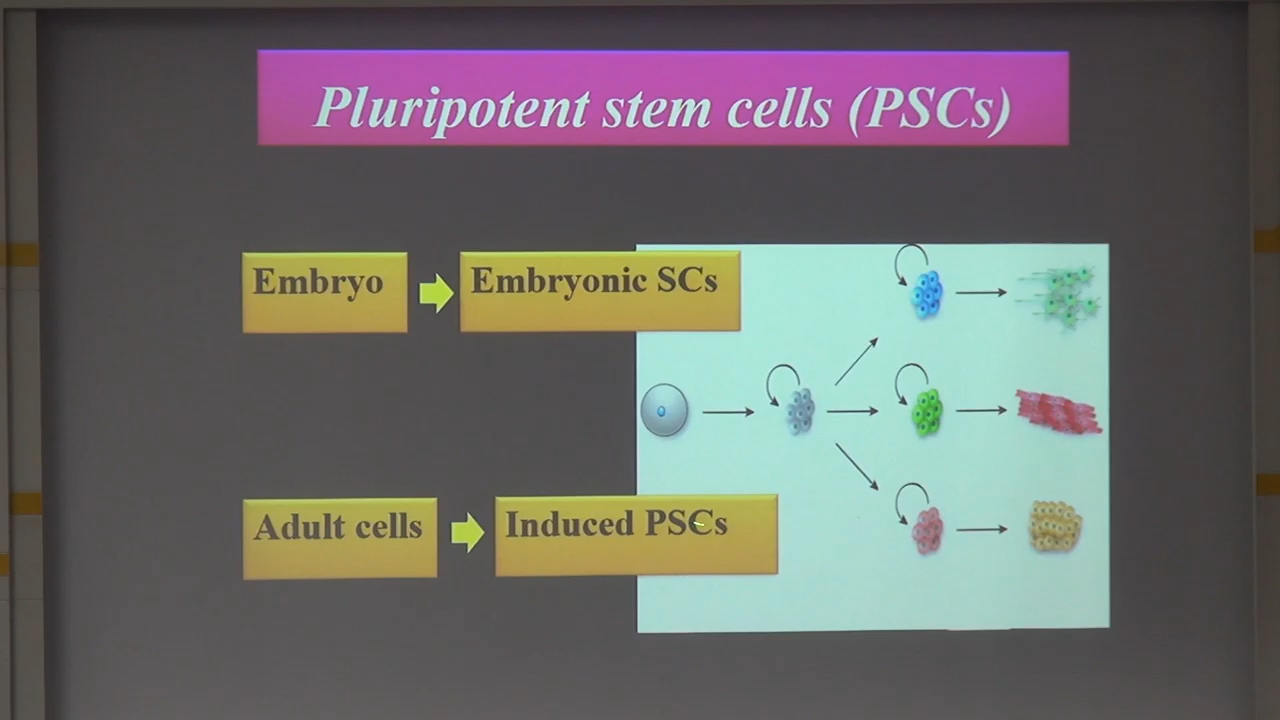 Pluripotent stem cells (PSCs)
Embryo
Embryonic SCs
Adult cells
Induced PSCs